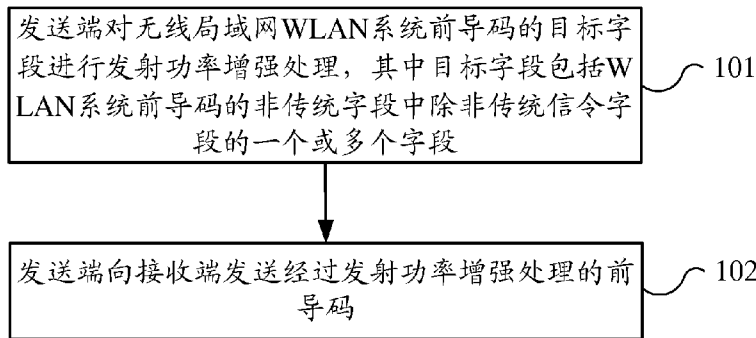 发送端对无线局域网WLAN系统前导码的目标字
段进行发射功率增强处理，其中目标字段包括W
LAN系统前导码的非传统字段中除非传统信令字
段的一个或多个字段
101
发送端向接收端发送经过发射功率增强处理的前
导码
102